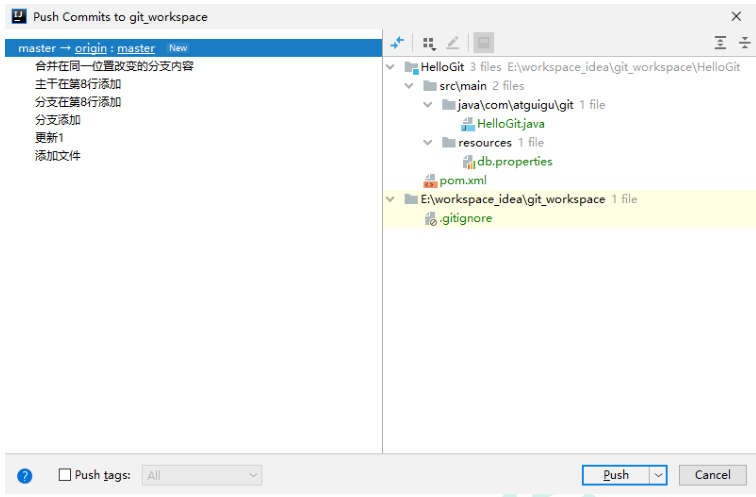 Push Commits to git_workspace
master → origin : master New
合并在同一位置改变的分支内容
主干在第8行添加
分支在第8行添加
分支添加
更新1
添加文件
HelloGit 3 files E:\workspace_idea\git_workspace\HelloGit
src\main 2 files
java\com\atguigu\git 1 file
HelloGit.java
resources 1 file
db.properties
pom.xml
E:\workspace_idea\git_workspace 1 file
.gitignore
? Push tags: All Push Cancel